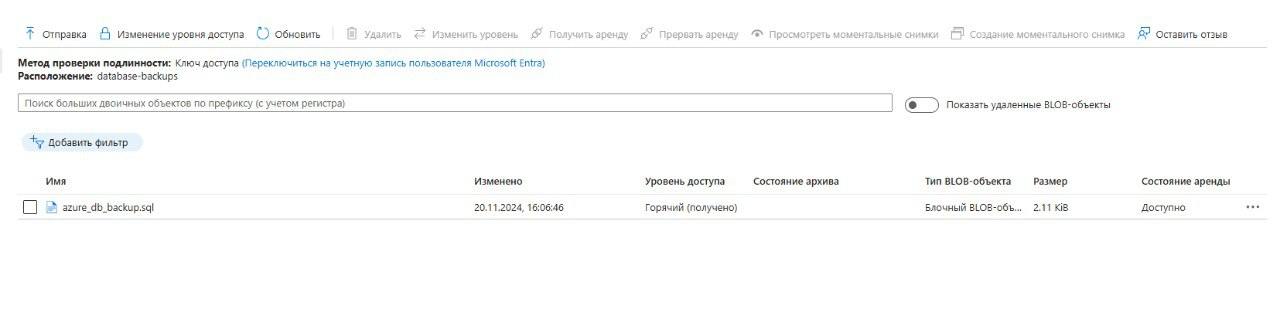 Отправка Изменение уровня доступа Обновить Удалить Изменить уровень Получить аренду Прервать аренду Просмотреть моментальные снимки Создание моментального снимка Оставить отзыв
Метод проверки подлинности: Ключ доступа (Переключиться на учетную запись пользователя Microsoft Entra)
Расположение: database-backups
Поиск больших двоичных объектов по префиксу (с учетом регистра) Показать удаленные BLOB-объекты
Добавить фильтр
Имя Изменено Уровень доступа Состояние архива Тип BLOB-объекта Размер Состояние аренды
azure_db_backup.sql 20.11.2024, 16:06:46 Горячий (получено) Блочный BLOB-объ... 2.11 KiB Доступно